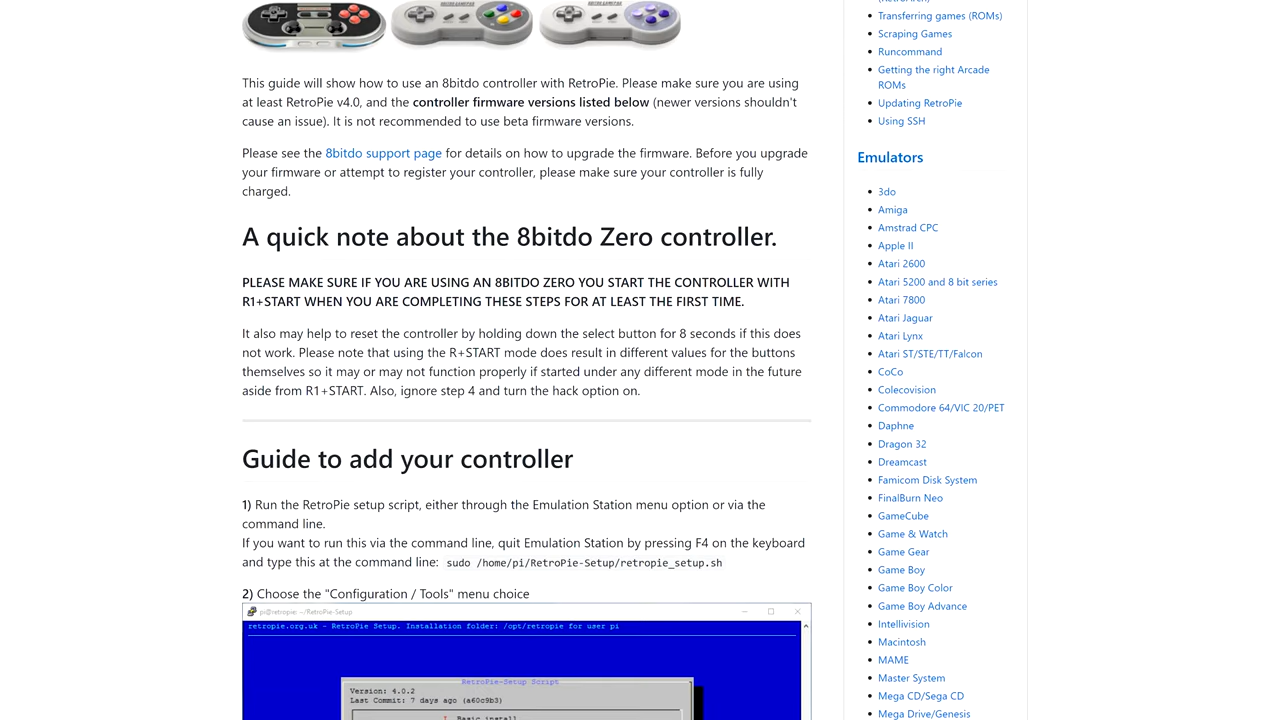 This guide will show how to use an 8bitdo controller with RetroPie. Please make sure you are using
at least RetroPie v4.0, and the controller firmware versions listed below (newer versions shouldn't
cause an issue). It is not recommended to use beta firmware versions.
Please see the 8bitdo support page for details on how to upgrade the firmware. Before you upgrade
your firmware or attempt to register your controller, please make sure your controller is fully
charged.
A quick note about the 8bitdo Zero controller.
PLEASE MAKE SURE IF YOU ARE USING AN 8BITDO ZERO YOU START THE CONTROLLER WITH
R1+START WHEN YOU ARE COMPLETING THESE STEPS FOR AT LEAST THE FIRST TIME.
It also may help to reset the controller by holding down the select button for 8 seconds if this does
not work. Please note that using the R+START mode does result in different values for the buttons
themselves so it may or may not function properly if started under any different mode in the future
aside from R1+START. Also, ignore step 4 and turn the hack option on.
Guide to add your controller
1) Run the RetroPie setup script, either through the Emulation Station menu option or via the
command line.
If you want to run this via the command line, quit Emulation Station by pressing F4 on the keyboard
and type this at the command line: sudo /home/pi/RetroPie-Setup/retropie_setup.sh
2) Choose the "Configuration / Tools" menu choice
pi@retropie: ~/RetroPie-Setup
retropie.org.uk - RetroPie Setup. Installation folder: /opt/retropie for user pi
RetroPie-Setup Script
Version: 4.0.2
Last Commit: 7 days ago (a60c9b3)
Basic install
Transferring games (ROMs)
Scraping Games
Runcommand
Getting the right Arcade
ROMs
Updating RetroPie
Using SSH
Emulators
3do
Amiga
Amstrad CPC
Apple II
Atari 2600
Atari 5200 and 8 bit series
Atari 7800
Atari Jaguar
Atari Lynx
Atari ST/STE/TT/Falcon
CoCo
Colecovision
Commodore 64/VIC 20/PET
Daphne
Dragon 32
Dreamcast
Famicom Disk System
FinalBurn Neo
GameCube
Game & Watch
Game Gear
Game Boy
Game Boy Color
Game Boy Advance
Intellivision
Macintosh
MAME
Master System
Mega CD/Sega CD
Mega Drive/Genesis